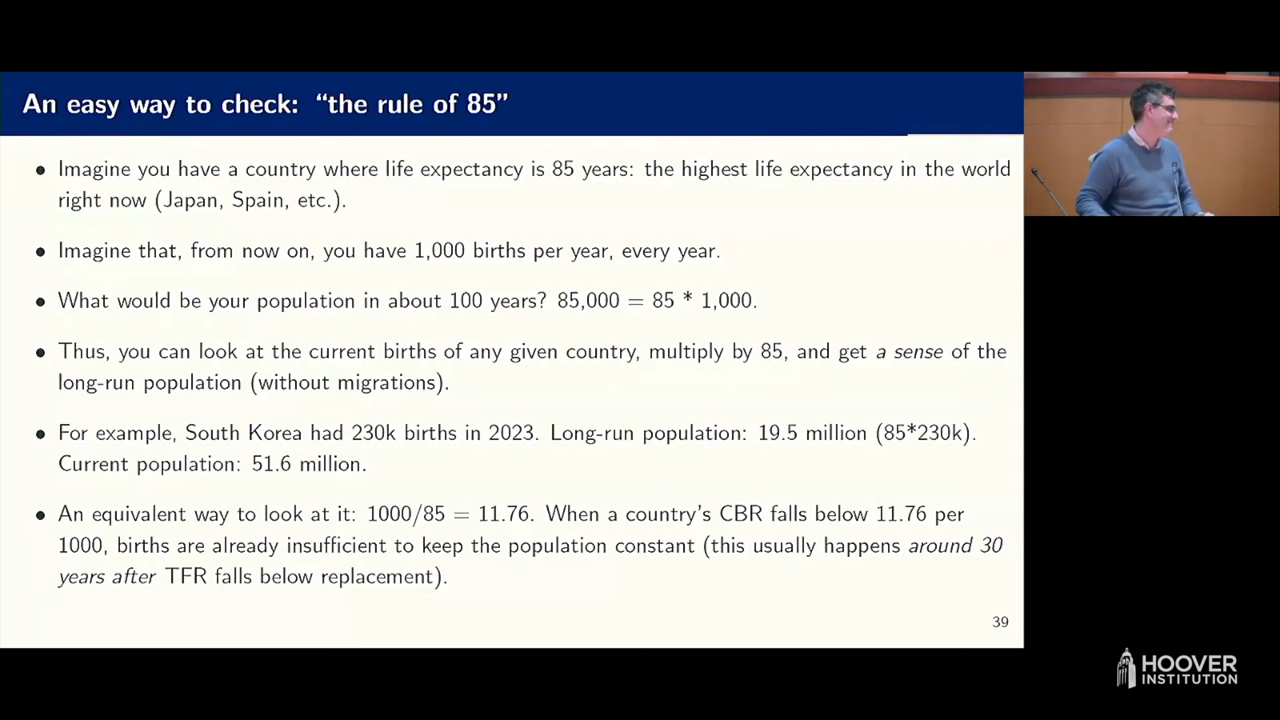 An easy way to check: “the rule of 85”
• Imagine you have a country where life expectancy is 85 years: the highest life expectancy in the world
right now (Japan, Spain, etc.).
• Imagine that, from now on, you have 1,000 births per year, every year.
• What would be your population in about 100 years? 85,000 = 85 * 1,000.
• Thus, you can look at the current births of any given country, multiply by 85, and get a sense of the
long-run population (without migrations).
• For example, South Korea had 230k births in 2023. Long-run population: 19.5 million (85*230k).
Current population: 51.6 million.
• An equivalent way to look at it: 1000/85 = 11.76. When a country’s CBR falls below 11.76 per
1000, births are already insufficient to keep the population constant (this usually happens around 30
years after TFR falls below replacement).
39
HOOVER
INSTITUTION